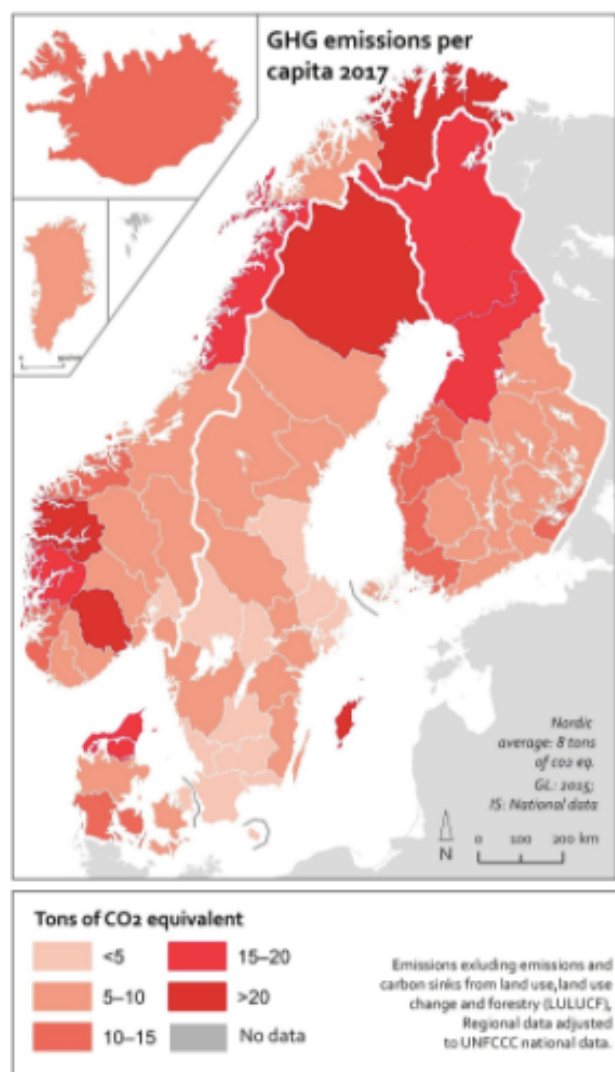 GHG emissions per
capita 2017
Nordic
average: 8 tons
of co2 eq.
GL: 2015;
IS: National data
N
0 100 200 km
Tons of CO2 equivalent
<5
5–10
10–15
15–20
>20
No data
Emissions exluding emissions and
carbon sinks from land use, land use
change and forestry (LULUCF),
Regional data adjusted
to UNFCCC national data.